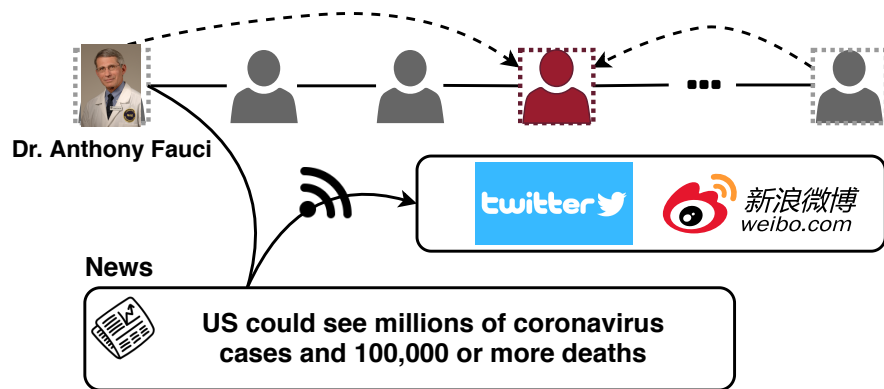 Dr. Anthony Fauci
twitter
新浪微博
weibo.com
News
US could see millions of coronavirus
cases and 100,000 or more deaths